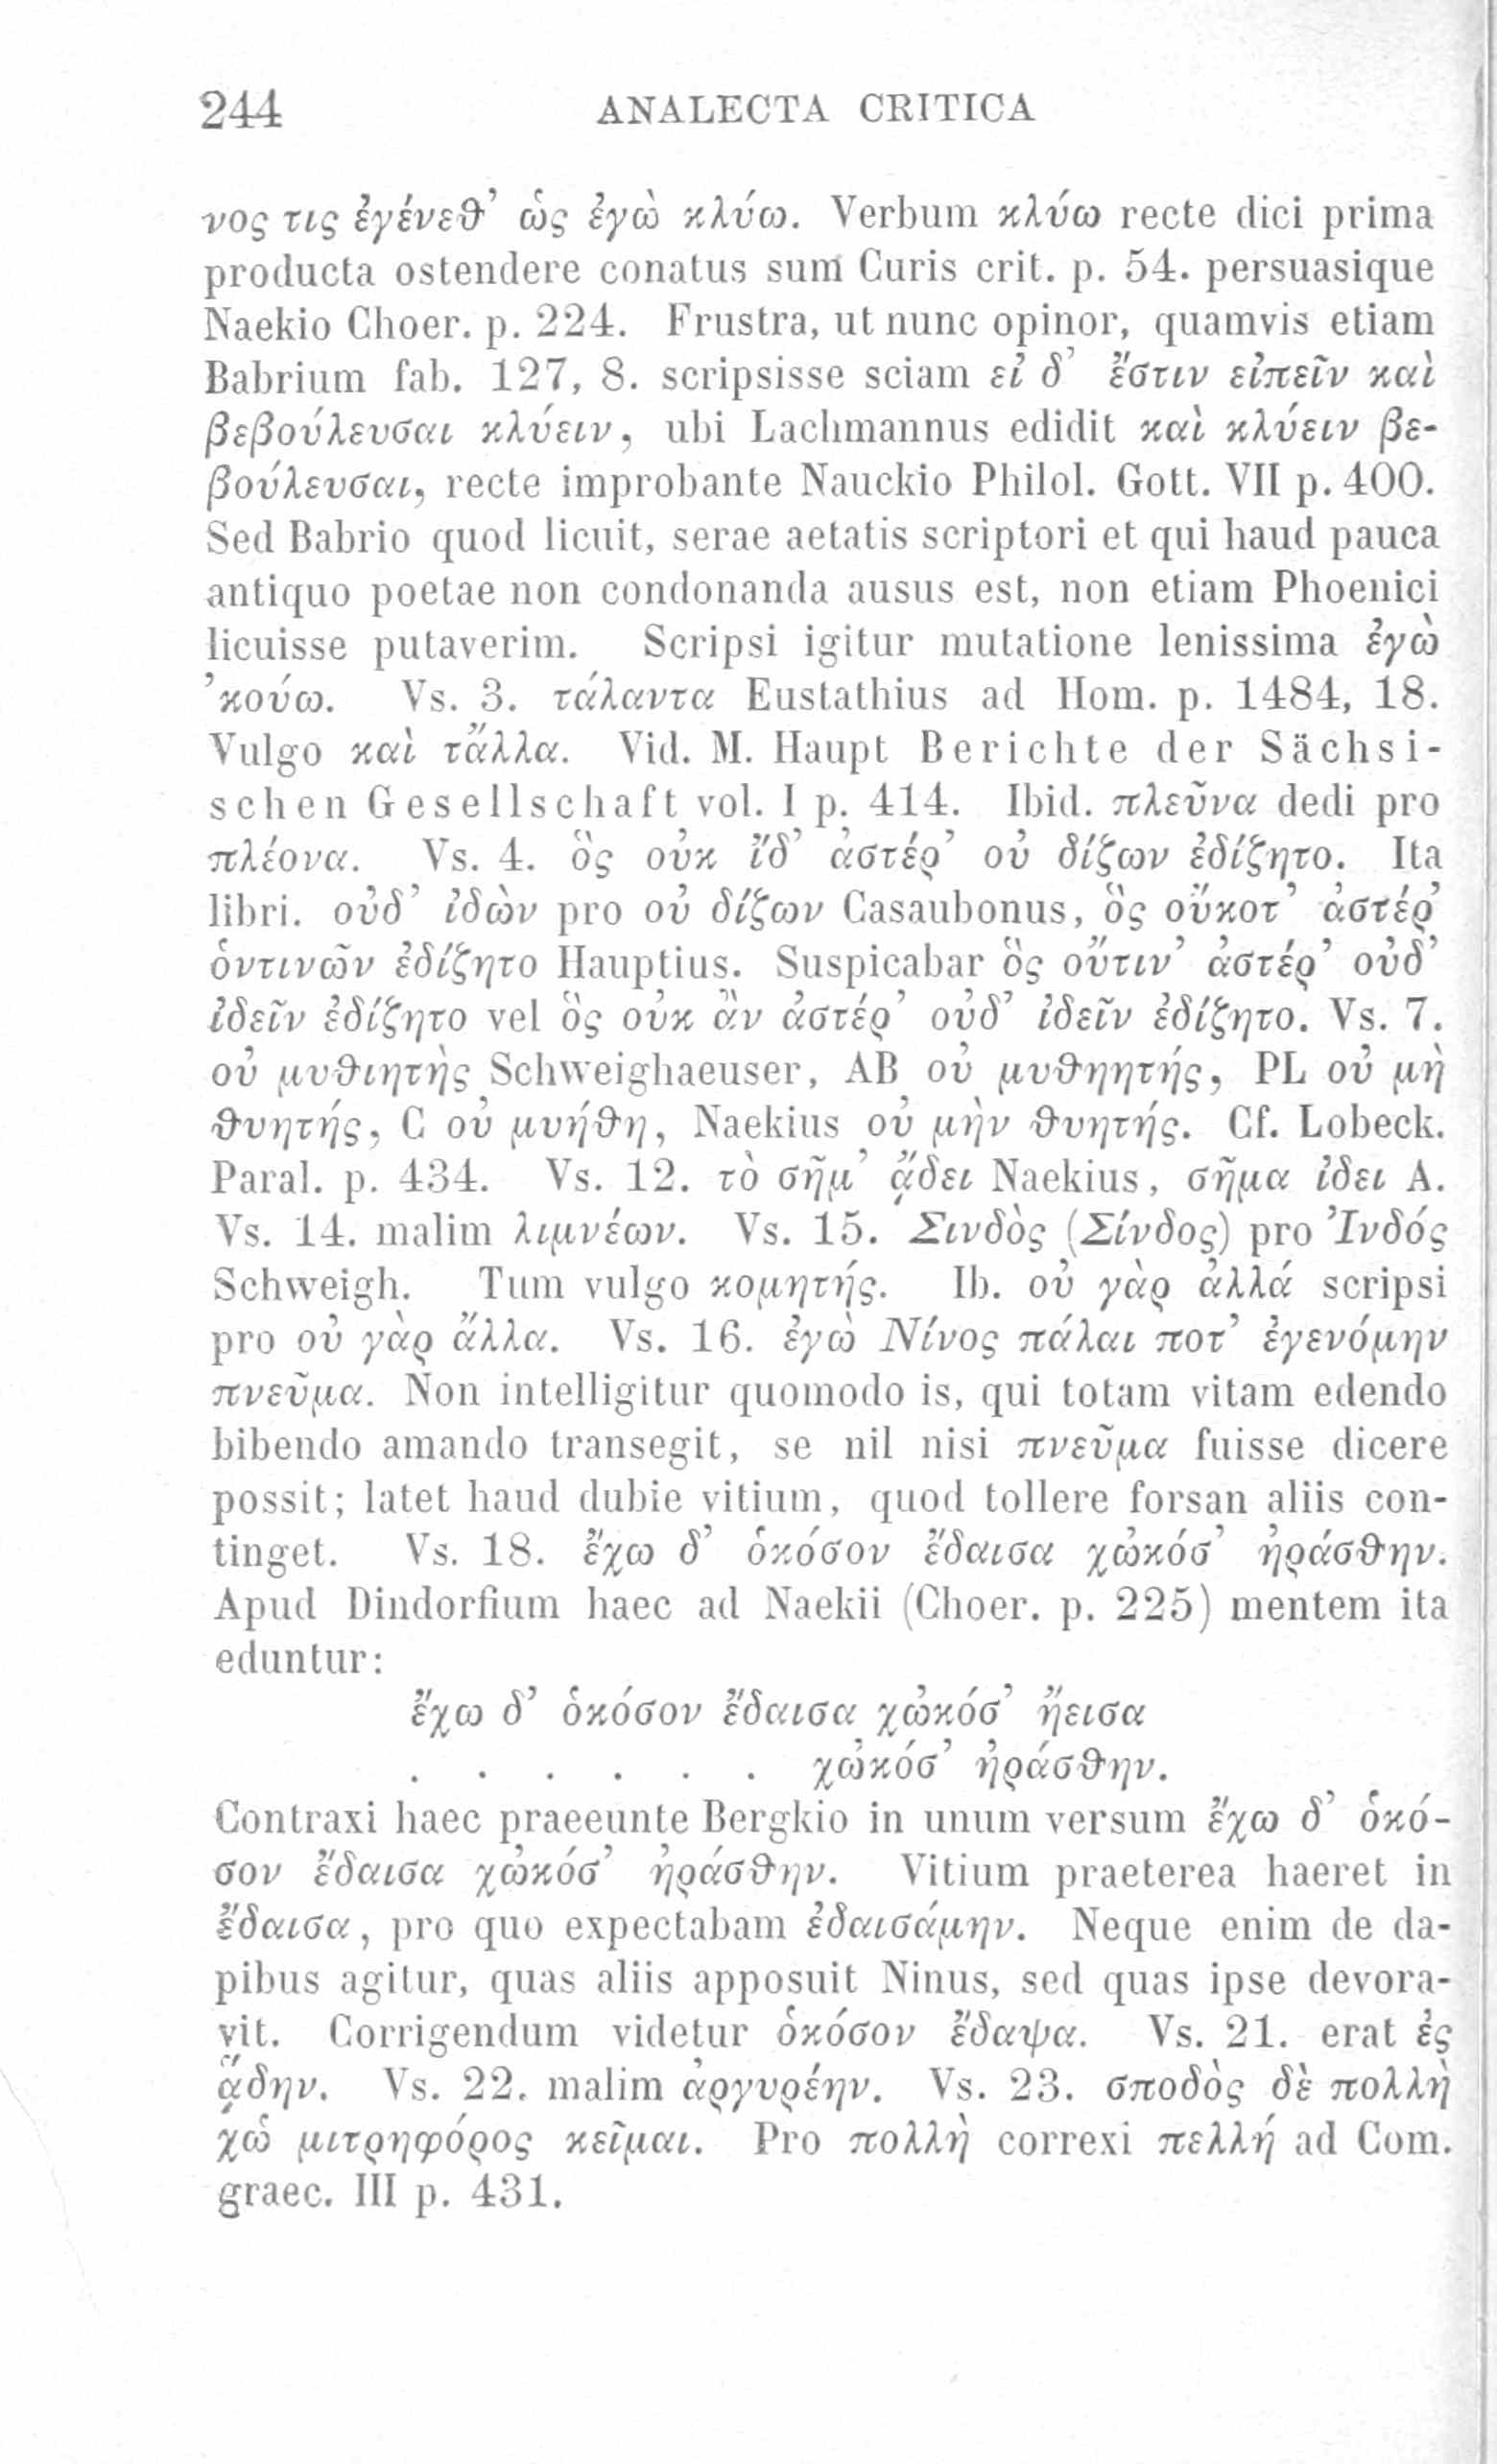 244 ANALECTA CRITICA
νος τις ἐγένεθ’ ὡς ἐγὼ κλύω. Verbum κλύω recte dici prima
producta ostendere conatus sum Curis crit. p. 54. persuasique
Naekio Choer. p. 224. Frustra, ut nunc opinor, quamvis etiam
Babrium fab. 127, 8. scripsisse sciam εἰ δ’ ἔστιν εἰπεῖν καὶ
βεβούλευσαι κλύειν, ubi Lachmannus edidit καὶ κλύειν βε-
βούλευσαι, recte improbante Nauckio Philol. Gott. VII p. 400.
Sed Babrio quod licuit, serae aetatis scriptori et qui haud pauca
antiquo poetae non condonanda ausus est, non etiam Phoenici
licuisse putaverim. Scripsi igitur mutatione lenissima ἐγὼ
’κούω. Vs. 3. τάλαντα Eustathius ad Hom. p. 1484, 18.
Vulgo καὶ τἄλλα. Vid. M. Haupt Berichte der Sächsi-
schen Gesellschaft vol. I p. 414. Ibid. πλεῦνα dedi pro
πλέονα. Vs. 4. ὃς οὐκ ἴδ’ ἀστέρ’ οὐ δίζων ἐδίζητο. Ita
libri. οὐδ’ ἰδὼν pro οὐ δίζων Casaubonus, ὃς οὔκοτ’ ἀστέρ’
ὁντινῶν ἐδίζητο Hauptius. Suspicabar ὃς οὔτιν’ ἀστέρ’ οὐδ’
ἰδεῖν ἐδίζητο vel ὃς οὐκ ἂν ἀστέρ’ οὐδ’ ἰδεῖν ἐδίζητο. Vs. 7.
οὐ μυθιητὴς Schweighaeuser, AB οὐ μυθηητής, PL οὐ μὴ
θυητής, C οὐ μυήθη, Naekius οὐ μὴν θυητής. Cf. Lobeck.
Paral. p. 434. Vs. 12. τὸ σῆμ’ ᾄδει Naekius, σῆμα ἰδει A.
Vs. 14. malim λιμνέων. Vs. 15. Σινδὸς (Σίνδος) pro Ἰνδός
Schweigh. Tum vulgo κομητής. Ib. οὐ γὰρ ἀλλά scripsi
pro οὐ γὰρ ἄλλα. Vs. 16. ἐγὼ Νίνος πάλαι ποτ’ ἐγενόμην
πνεῦμα. Non intelligitur quomodo is, qui totam vitam edendo
bibendo amando transegit, se nil nisi πνεῦμα fuisse dicere
possit; latet haud dubie vitium, quod tollere forsan aliis con-
tinget. Vs. 18. ἔχω δ’ ὁκόσον ἔδαισα χὠκόσ’ ἠράσθην.
Apud Dindorfium haec ad Naekii (Choer. p. 225) mentem ita
eduntur:
ἔχω δ’ ὁκόσον ἔδαισα χὠκόσ’ ἤεισα
. . . . . . χὠκόσ’ ἠράσθην.
Contraxi haec praeeunte Bergkio in unum versum ἔχω δ’ ὁκό-
σον ἔδαισα χὠκόσ’ ἠράσθην. Vitium praeterea haeret in
ἔδαισα, pro quo expectabam ἐδαισάμην. Neque enim de da-
pibus agitur, quas aliis apposuit Ninus, sed quas ipse devora-
vit. Corrigendum videtur ὁκόσον ἔδαψα. Vs. 21. erat ἐς
ᾅδην. Vs. 22. malim ἀργυρέην. Vs. 23. σποδὸς δὲ πολλὴ
χὡ μιτρηφόρος κεῖμαι. Pro πολλὴ correxi πελλή ad Com.
graec. III p. 431.